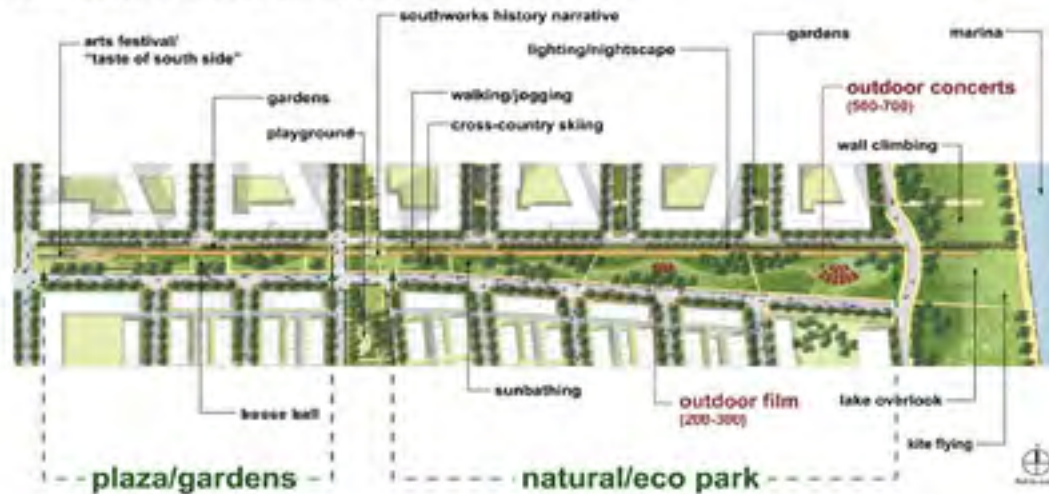 southworks history narrative
arts festival/
"taste of south side"
gardens
marina
lighting/nightscape
outdoor concerts
(500-700)
gardens
walking/jogging
playground
cross-country skiing
wall climbing
sunbathing
outdoor film
(200-300)
lake overlook
kite flying
plaza/gardens
natural/eco park